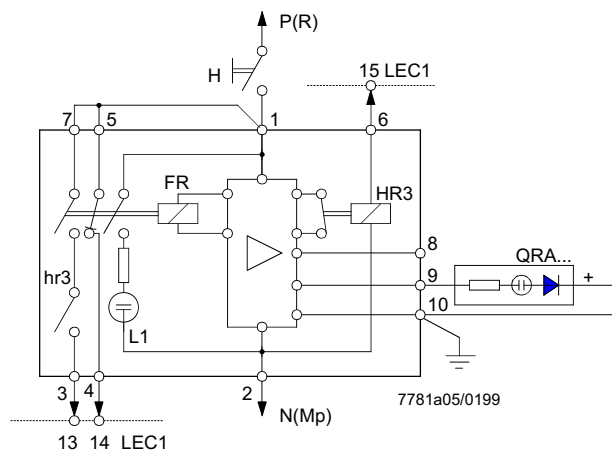 P(R)
H
15 LEC1
7 5 1 6
FR
HR3
8
QRA...
9
+
10
hr3
L1
3 4 2
7781a05/0199
N(Mp)
13 14 LEC1